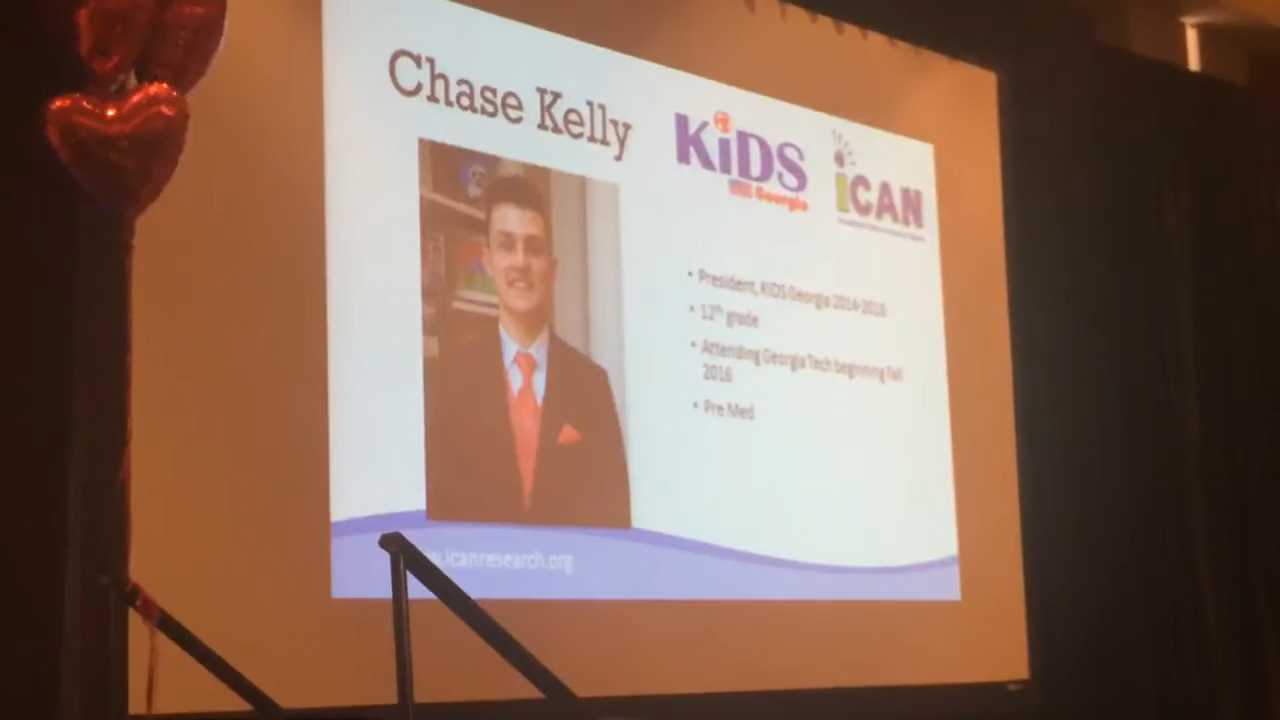 Chase Kelly
KiDS
Georgia
iCAN
• President, KIDS Georgia 2014-2016
• 12th grade
• Attending Georgia Tech beginning Fall
2016
• Pre Med
.icanresearch.org